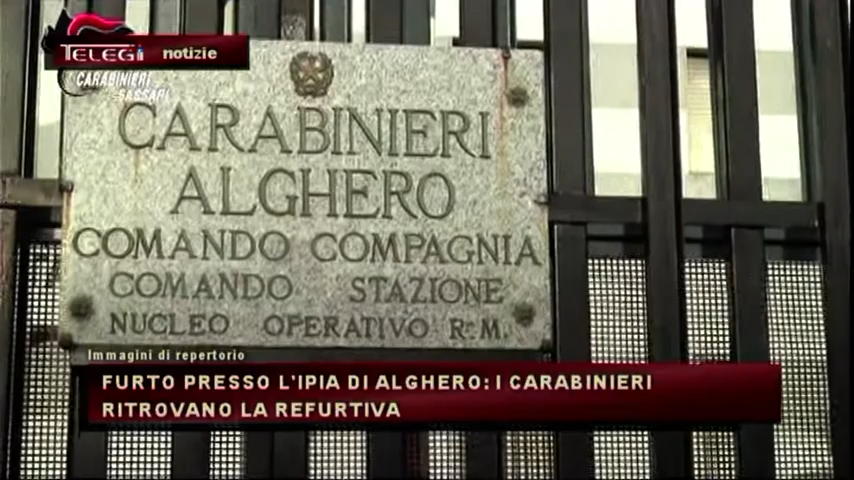 TELEGI notizie
CARABINIERI
SASSARI
CARABINIERI
ALGHERO
COMANDO COMPAGNIA
COMANDO STAZIONE
NUCLEO OPERATIVO R.M.
Immagini di repertorio
FURTO PRESSO L'IPIA DI ALGHERO: I CARABINIERI
RITROVANO LA REFURTIVA